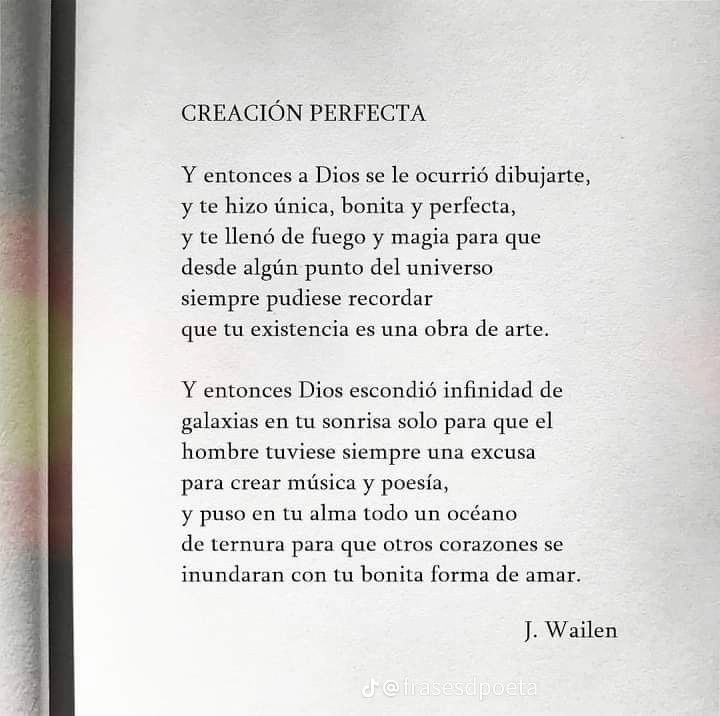 CREACIÓN PERFECTA
Y entonces a Dios se le ocurrió dibujarte,
y te hizo única, bonita y perfecta,
y te llenó de fuego y magia para que
desde algún punto del universo
siempre pudiese recordar
que tu existencia es una obra de arte.
Y entonces Dios escondió infinidad de
galaxias en tu sonrisa solo para que el
hombre tuviese siempre una excusa
para crear música y poesía,
y puso en tu alma todo un océano
de ternura para que otros corazones se
inundaran con tu bonita forma de amar.
J. Wailen
@frasesdpoeta